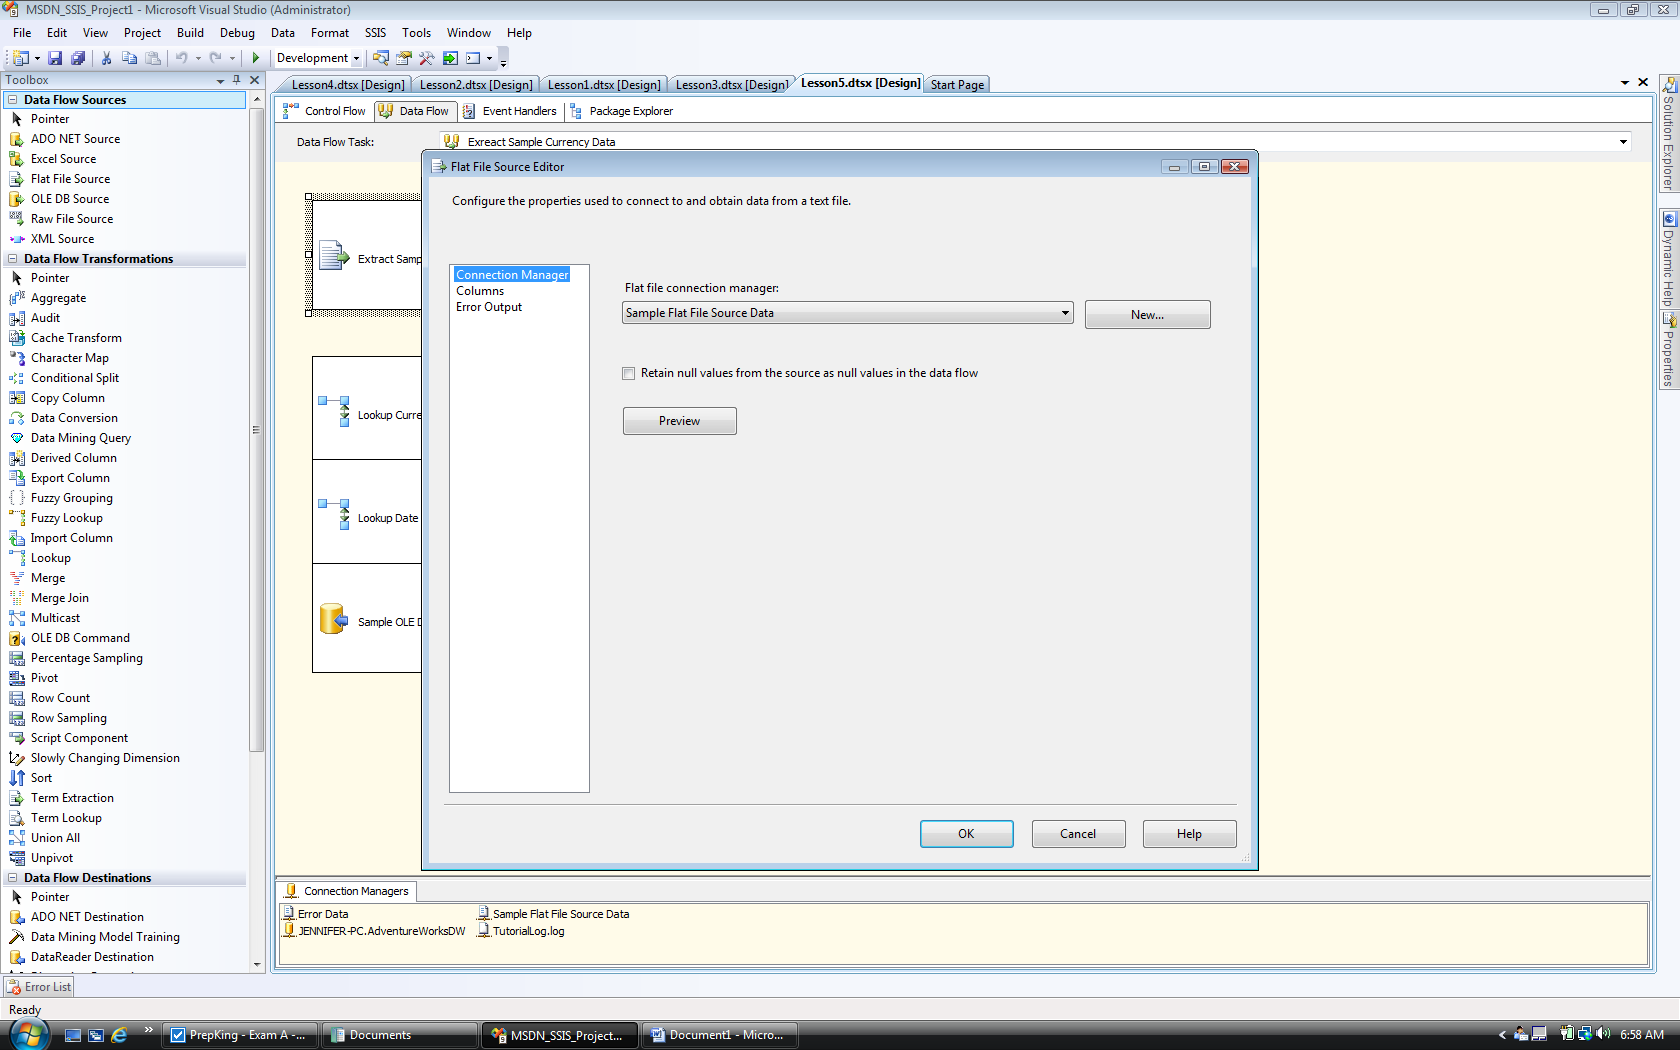 MSDN_SSIS_Project1 - Microsoft Visual Studio (Administrator)
File Edit View Project Build Debug Data Format SSIS Tools Window Help
Development
Toolbox
Lesson4.dtsx [Design] Lesson2.dtsx [Design] Lesson1.dtsx [Design] Lesson3.dtsx [Design] Lesson5.dtsx [Design] Start Page
Control Flow Data Flow Event Handlers Package Explorer
Data Flow Task: Exreact Sample Currency Data
Data Flow Sources
Pointer
ADO NET Source
Excel Source
Flat File Source
OLE DB Source
Raw File Source
XML Source
Data Flow Transformations
Pointer
Aggregate
Audit
Cache Transform
Character Map
Conditional Split
Copy Column
Data Conversion
Data Mining Query
Derived Column
Export Column
Fuzzy Grouping
Fuzzy Lookup
Import Column
Lookup
Merge
Merge Join
Multicast
OLE DB Command
Percentage Sampling
Pivot
Row Count
Row Sampling
Script Component
Slowly Changing Dimension
Sort
Term Extraction
Term Lookup
Union All
Unpivot
Data Flow Destinations
Pointer
ADO NET Destination
Data Mining Model Training
DataReader Destination
Extract Samp
Lookup Curre
Lookup Date
Sample OLE D
Flat File Source Editor
Configure the properties used to connect to and obtain data from a text file.
Connection Manager
Columns
Error Output
Flat file connection manager:
Sample Flat File Source Data
New...
Retain null values from the source as null values in the data flow
Preview
OK Cancel Help
Connection Managers
Error Data Sample Flat File Source Data
JENNIFER-PC.AdventureWorksDW TutorialLog.log
Solution Explorer
Dynamic Help
Properties
Error List
Ready
PrepKing - Exam A -... Documents MSDN_SSIS_Project... Document1 - Micro... 6:58 AM